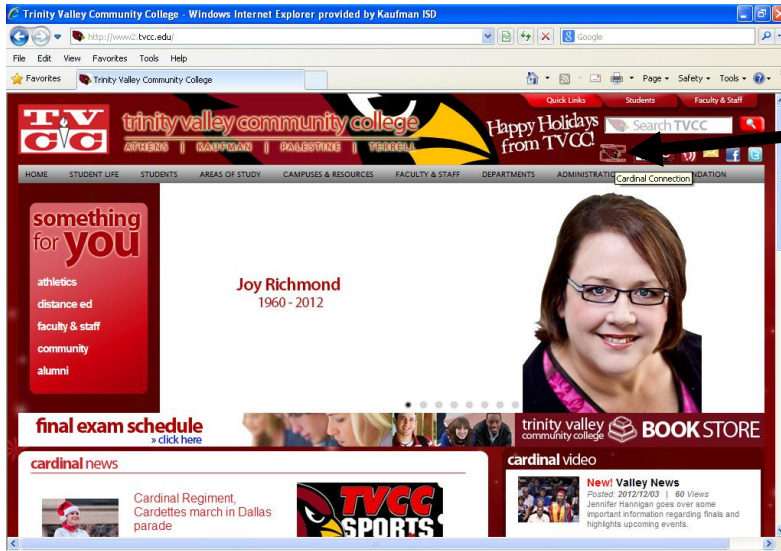 Trinity Valley Community College - Windows Internet Explorer provided by Kaufman ISD
http://www2.tvcc.edu/
Google
File Edit View Favorites Tools Help
Favorites
Trinity Valley Community College
Page Safety Tools
Quick Links Students Faculty & Staff
TV
CC
trinity valley community college
ATHENS | KAUFMAN | PALESTINE | TERRELL
Happy Holidays
from TVCC!
Search TVCC
HOME STUDENT LIFE STUDENTS AREAS OF STUDY CAMPUSES & RESOURCES FACULTY & STAFF DEPARTMENTS
Cardinal Connection
something
for you
athletics
distance ed
faculty & staff
community
alumni
Joy Richmond
1960 - 2012
final exam schedule
» click here
trinity valley
community college
BOOK STORE
cardinal news
Cardinal Regiment,
Cardettes march in Dallas
parade
TVCC
SPORTS
cardinal video
New! Valley News
Posted: 2012/12/03 | 60 Views
Jennifer Hannigan goes over some
important information regarding finals and
highlights upcoming events.